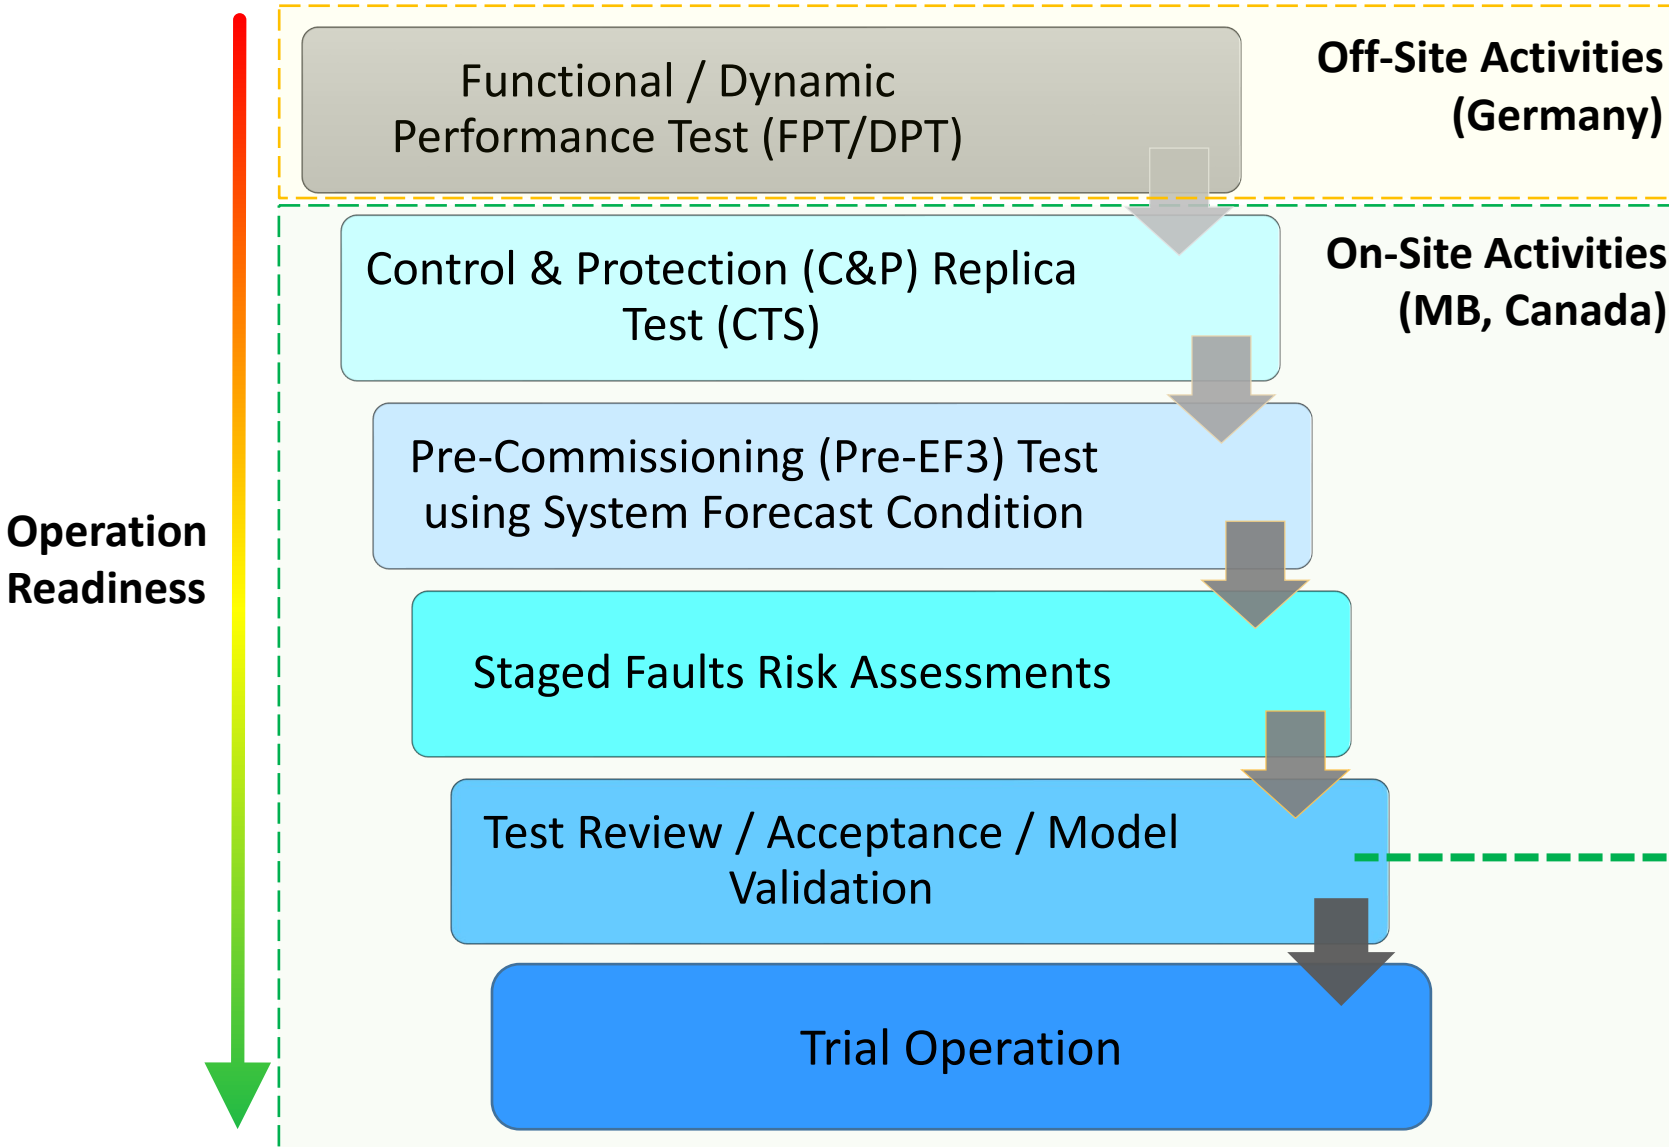 Functional / Dynamic
Performance Test (FPT/DPT)
Off-Site Activities
(Germany)
Control & Protection (C&P) Replica
Test (CTS)
On-Site Activities
(MB, Canada)
Pre-Commissioning (Pre-EF3) Test
using System Forecast Condition
Operation
Readiness
Staged Faults Risk Assessments
Test Review / Acceptance / Model
Validation
Trial Operation